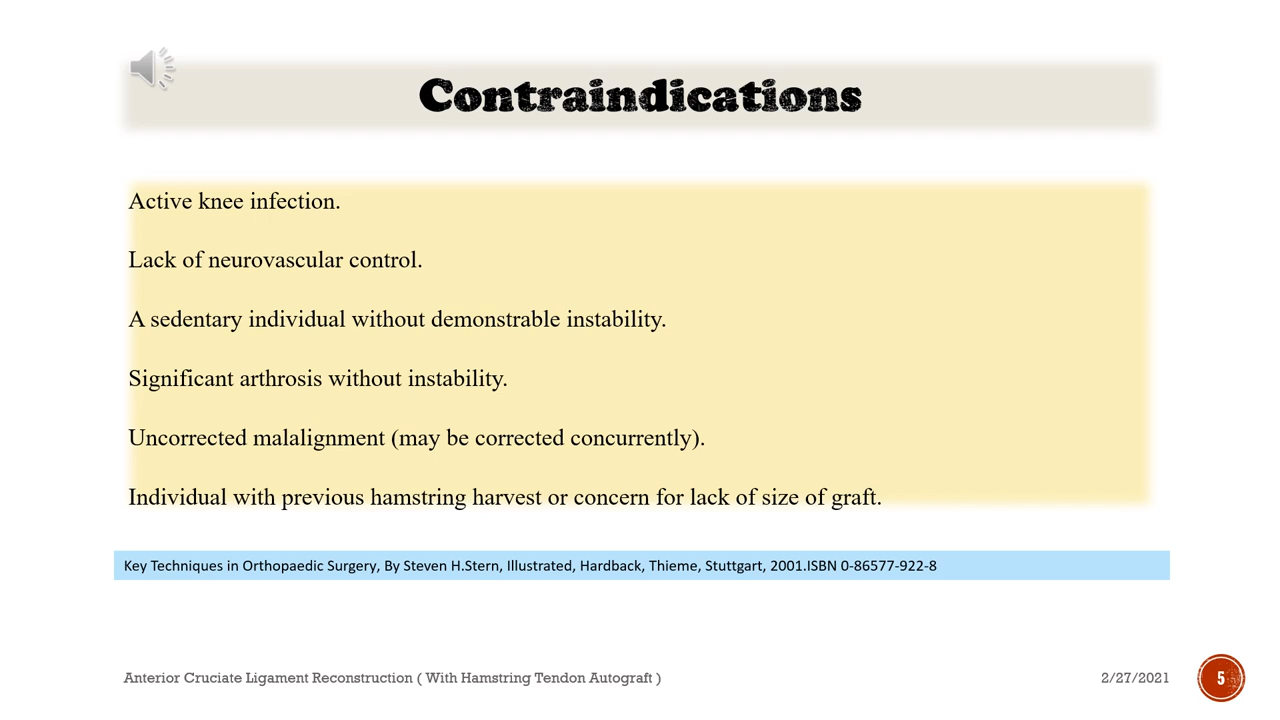 Contraindications
Active knee infection.
Lack of neurovascular control.
A sedentary individual without demonstrable instability.
Significant arthrosis without instability.
Uncorrected malalignment (may be corrected concurrently).
Individual with previous hamstring harvest or concern for lack of size of graft.
Key Techniques in Orthopaedic Surgery, By Steven H.Stern, Illustrated, Hardback, Thieme, Stuttgart, 2001.ISBN 0-86577-922-8
Anterior Cruciate Ligament Reconstruction ( With Hamstring Tendon Autograft )
2/27/2021
5